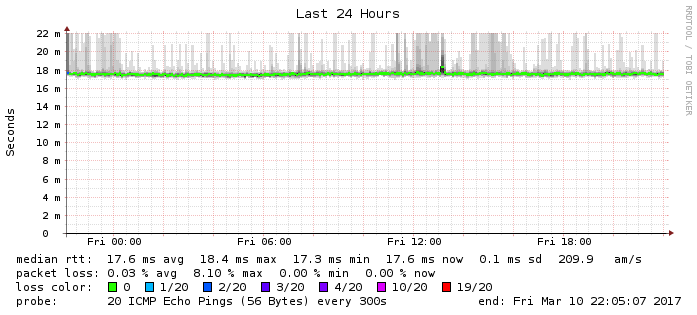 Last 24 Hours
RRDTOOL / TOBI OETIKER
Seconds
22 m
20 m
18 m
16 m
14 m
12 m
10 m
8 m
6 m
4 m
2 m
0
Fri 00:00 Fri 06:00 Fri 12:00 Fri 18:00
median rtt: 17.6 ms avg 18.4 ms max 17.3 ms min 17.6 ms now 0.1 ms sd 209.9 am/s
packet loss: 0.03 % avg 8.10 % max 0.00 % min 0.00 % now
loss color: 0 1/20 2/20 3/20 4/20 10/20 19/20
probe: 20 ICMP Echo Pings (56 Bytes) every 300s end: Fri Mar 10 22:05:07 2017